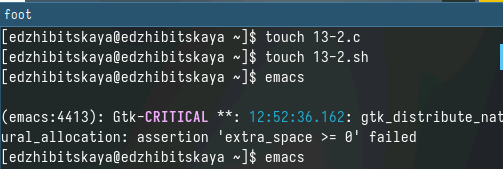 foot
[edzhibitskaya@edzhibitskaya ~]$ touch 13-2.c
[edzhibitskaya@edzhibitskaya ~]$ touch 13-2.sh
[edzhibitskaya@edzhibitskaya ~]$ emacs
(emacs:4413): Gtk-CRITICAL **: 12:52:36.162: gtk_distribute_nat
ural_allocation: assertion 'extra_space >= 0' failed
[edzhibitskaya@edzhibitskaya ~]$ emacs